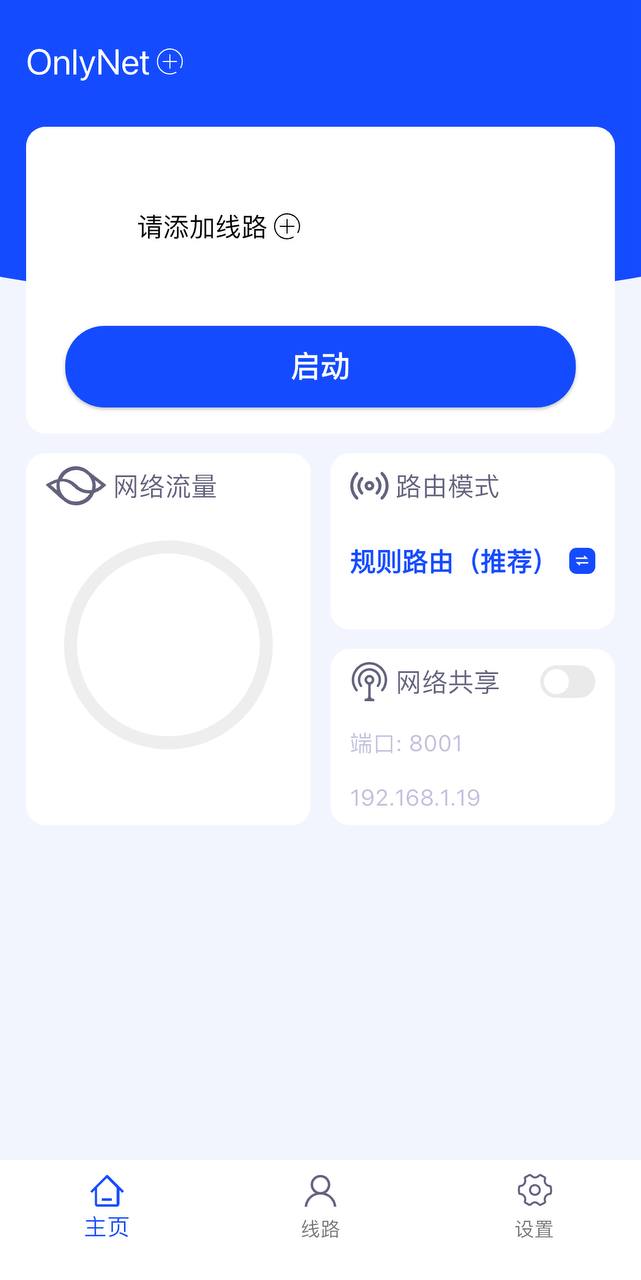 OnlyNet
请添加线路
启动
网络流量
路由模式
规则路由（推荐）
网络共享
端口: 8001
192.168.1.19
主页
线路
设置